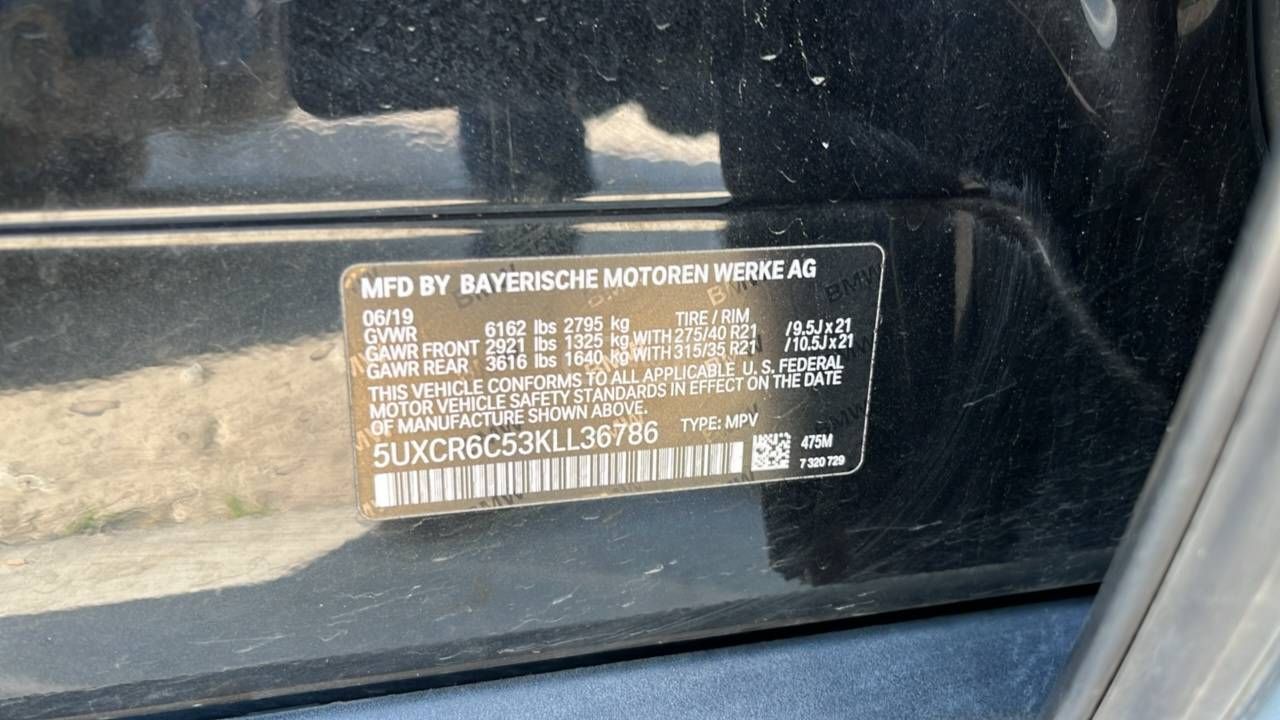 MFD BY BAYERISCHE MOTOREN WERKE AG
06/19 TIRE / RIM
GVWR 6162 lbs 2795 kg
GAWR FRONT 2921 lbs 1325 kg WITH 275/40 R21 /9.5J x 21
GAWR REAR 3616 lbs 1640 kg WITH 315/35 R21 /10.5J x 21
THIS VEHICLE CONFORMS TO ALL APPLICABLE U. S. FEDERAL
MOTOR VEHICLE SAFETY STANDARDS IN EFFECT ON THE DATE
OF MANUFACTURE SHOWN ABOVE.
5UXCR6C53KLL36786 TYPE: MPV
475M
7 320 729